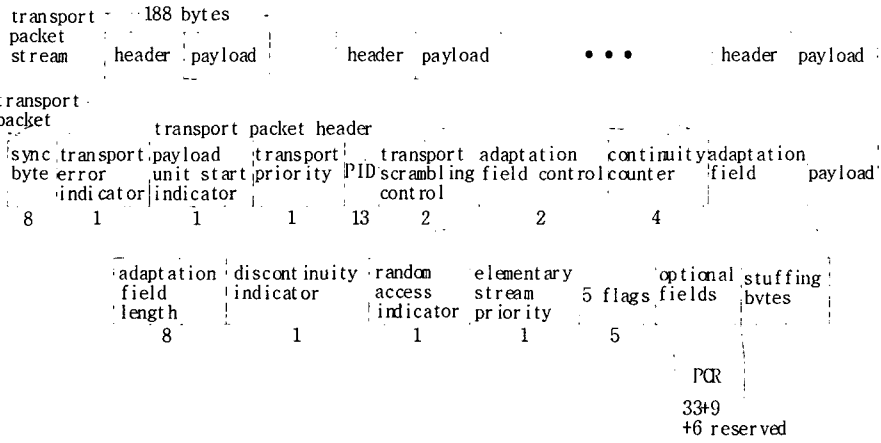 transport 188 bytes
packet
stream header payload header payload • • • header payload
transport
packet
transport packet header
sync transport payload transport PID transport adaptation continuity adaptation payload
byte error unit start priority scrambling field control counter field
indicator indicator control
8 1 1 1 13 2 2 4
adaptation discontinuity random elementary 5 flags optional stuffing
field indicator access stream fields bytes
length indicator priority
8 1 1 1 5
PCR
33+9
+6 reserved